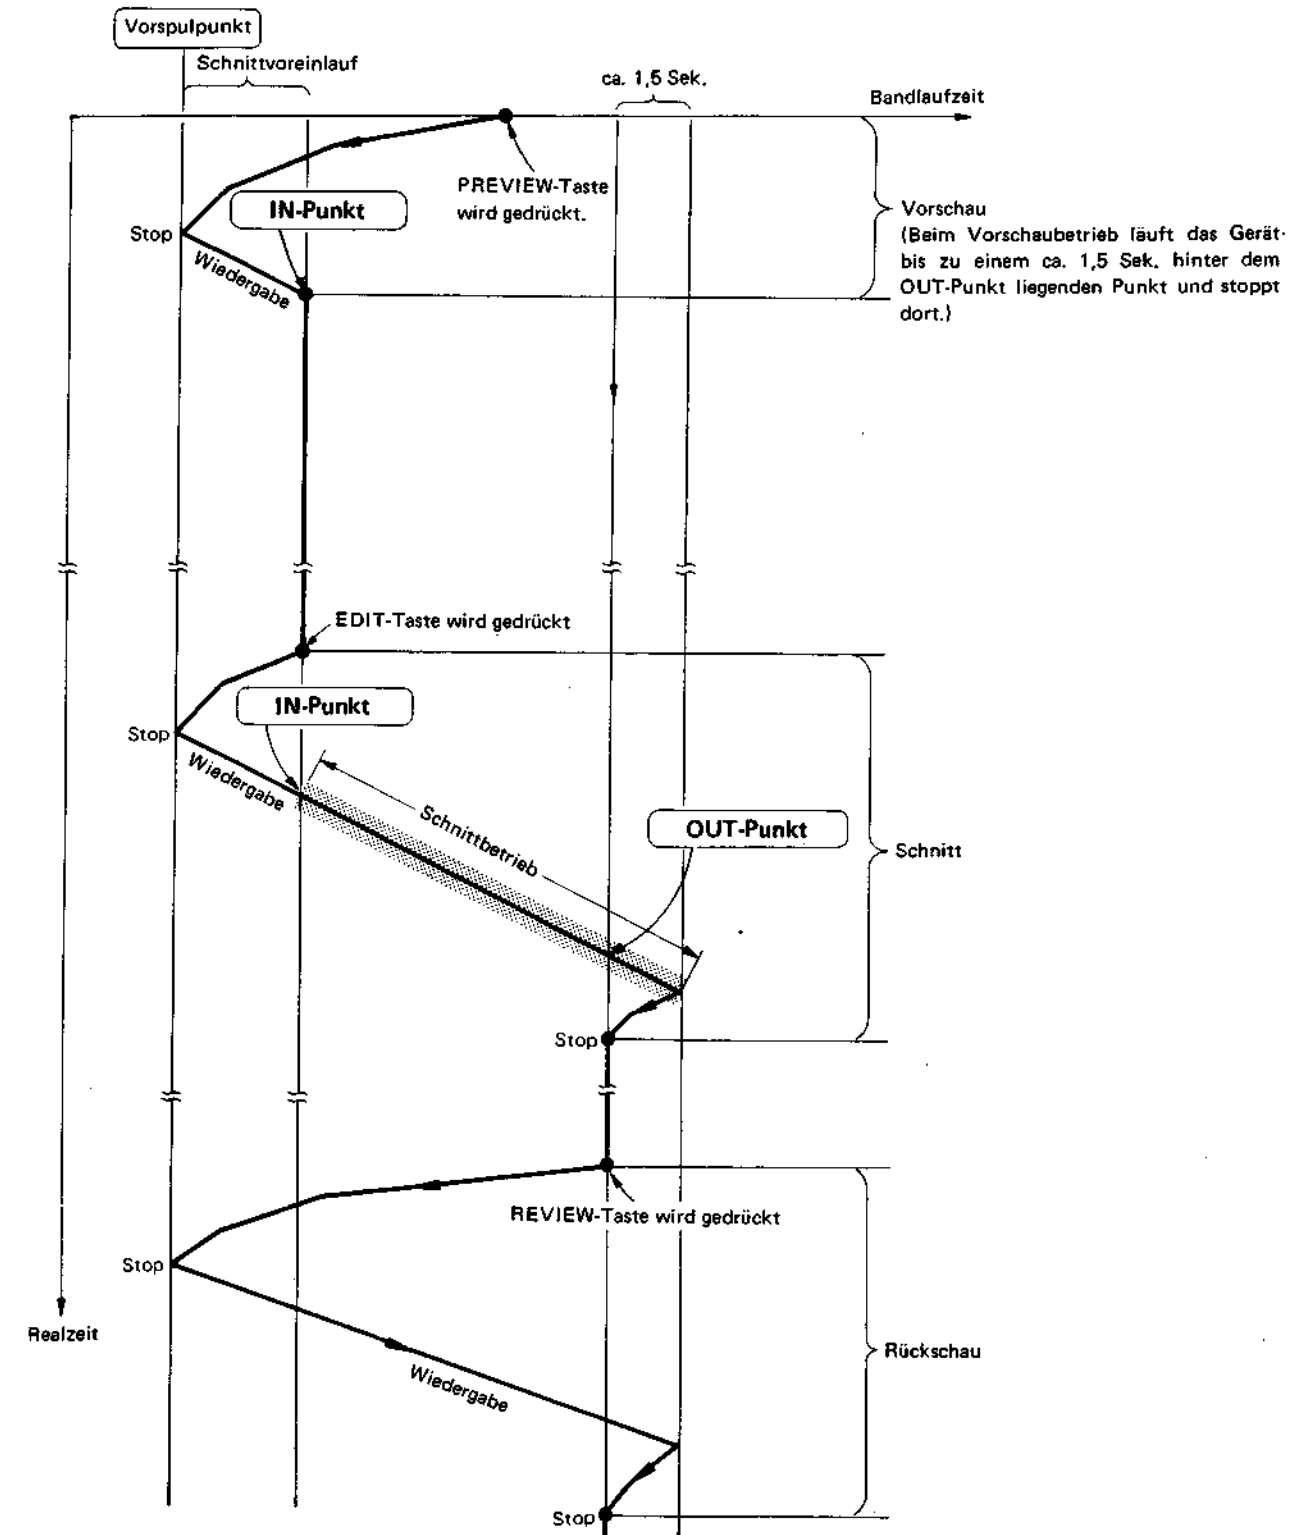 Vorspulpunkt
Schnittvoreinlauf
ca. 1,5 Sek.
Bandlaufzeit
PREVIEW-Taste
wird gedrückt.
IN-Punkt
Stop
Wiedergabe
Vorschau
(Beim Vorschaubetrieb läuft das Gerät
bis zu einem ca. 1,5 Sek. hinter dem
OUT-Punkt liegenden Punkt und stoppt
dort.)
EDIT-Taste wird gedrückt
IN-Punkt
Stop
Wiedergabe
Schnittbetrieb
OUT-Punkt
Schnitt
Stop
REVIEW-Taste wird gedrückt
Stop
Realzeit
Wiedergabe
Rückschau
Stop